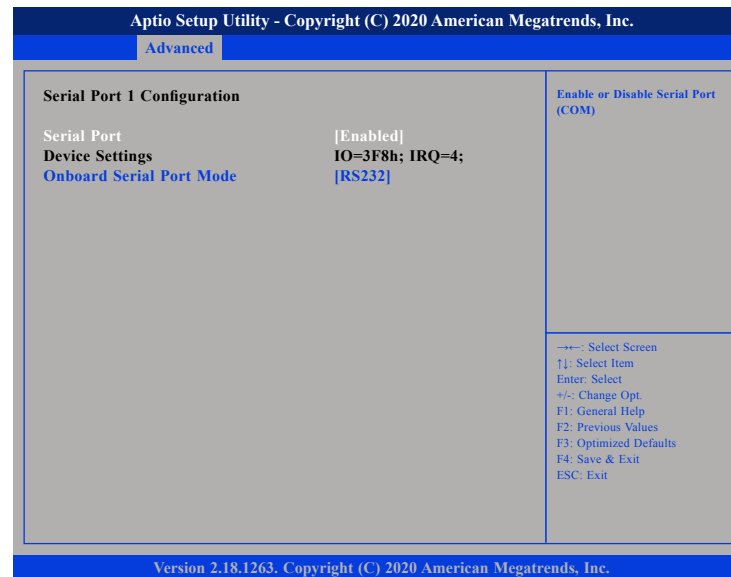 Aptio Setup Utility - Copyright (C) 2020 American Megatrends, Inc.
Advanced
Serial Port 1 Configuration
Serial Port [Enabled]
Device Settings IO=3F8h; IRQ=4;
Onboard Serial Port Mode [RS232]
Enable or Disable Serial Port
(COM)
→←: Select Screen
↑↓: Select Item
Enter: Select
+/-: Change Opt.
F1: General Help
F2: Previous Values
F3: Optimized Defaults
F4: Save & Exit
ESC: Exit
Version 2.18.1263. Copyright (C) 2020 American Megatrends, Inc.